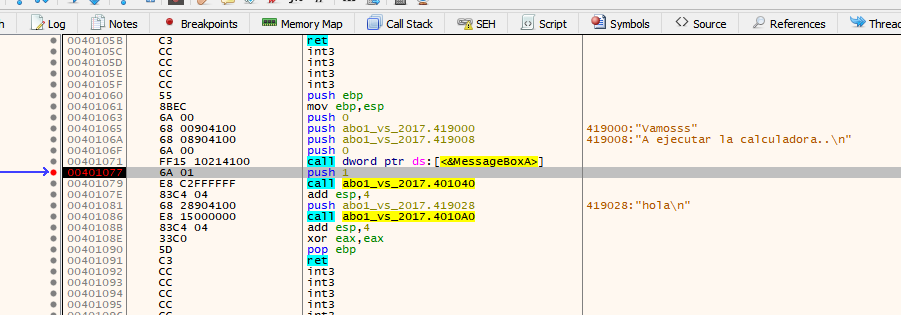 Log Notes Breakpoints Memory Map Call Stack SEH Script Symbols Source References Threa
0040105B C3 ret
0040105C CC int3
0040105D CC int3
0040105E CC int3
0040105F CC int3
00401060 55 push ebp
00401061 8BEC mov ebp,esp
00401063 6A 00 push 0
00401065 68 00904100 push abo1_vs_2017.419000 419000:"Vamosss"
0040106A 68 08904100 push abo1_vs_2017.419008 419008:"A ejecutar la calculadora..\n"
0040106F 6A 00 push 0
00401071 FF15 10214100 call dword ptr ds:[<&MessageBoxA>]
00401077 6A 01 push 1
00401079 E8 C2FFFFFF call abo1_vs_2017.401040
0040107E 83C4 04 add esp,4
00401081 68 28904100 push abo1_vs_2017.419028 419028:"hola\n"
00401086 E8 15000000 call abo1_vs_2017.4010A0
0040108B 83C4 04 add esp,4
0040108E 33C0 xor eax,eax
00401090 5D pop ebp
00401091 C3 ret
00401092 CC int3
00401093 CC int3
00401094 CC int3
00401095 CC int3